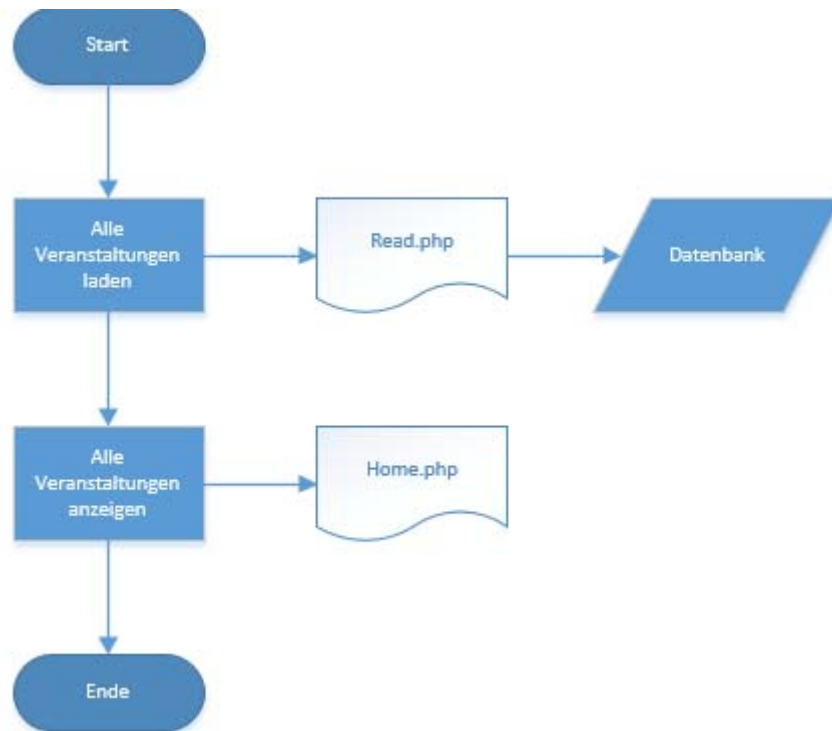 Start
Alle
Veranstaltungen
laden
Read.php
Datenbank
Alle
Veranstaltungen
anzeigen
Home.php
Ende